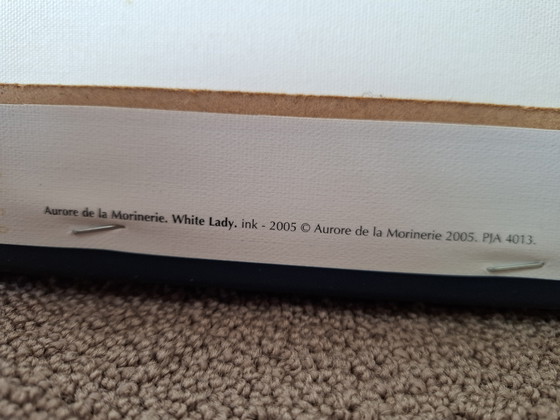 Aurore de la Morinerie. White Lady. ink - 2005 © Aurore de la Morinerie 2005. PJA 4013.